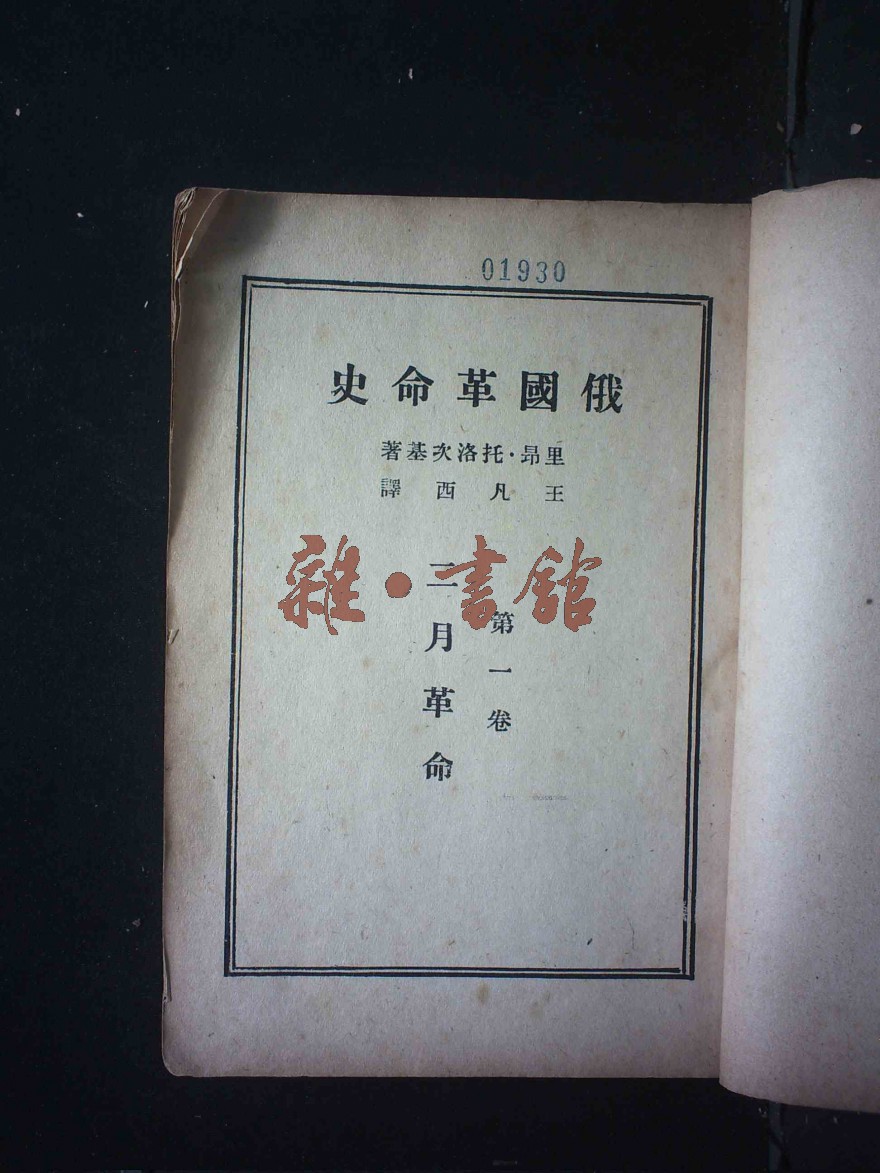 01930
俄國革命史
里昂·托洛次基著
王凡西譯
第一卷
二月革命
雜·書舘